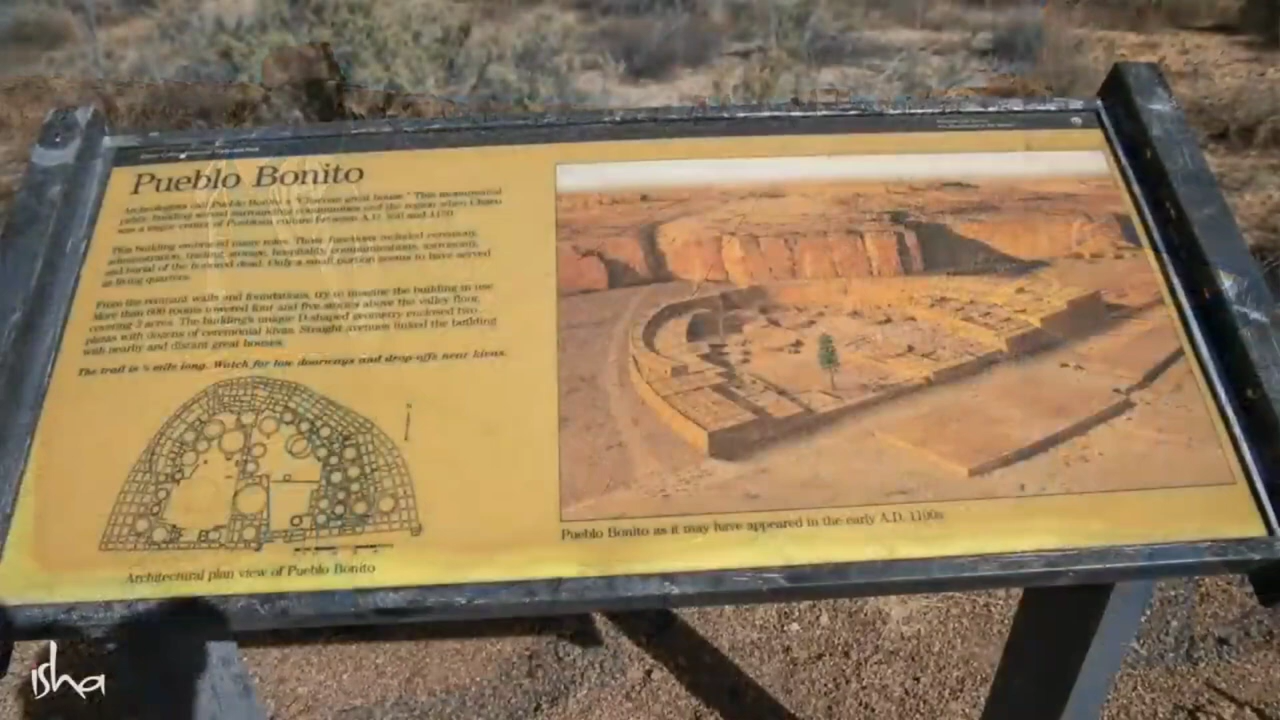 Pueblo Bonito
Archeologists call Pueblo Bonito a "Chacoan great house." This monumental
public building served surrounding communities and the region when Chaco
was a major center of Puebloan culture between A.D. 850 and 1150.
This building embraced many roles. Those functions included ceremony,
administration, trading, storage, hospitality, communications, astronomy,
and burial of the honored dead. Only a small portion seems to have served
as living quarters.
From the remnant walls and foundations, try to imagine the building in use
More than 600 rooms towered four and five stories above the valley floor,
covering 3 acres. The building's unique D-shaped geometry enclosed two
plazas with dozens of ceremonial kivas. Straight avenues linked the building
with nearby and distant great houses.
The trail is ¼ mile long. Watch for low doorways and drop-offs near kivas.
N
Architectural plan view of Pueblo Bonito
Pueblo Bonito as it may have appeared in the early A.D. 1100s
isha